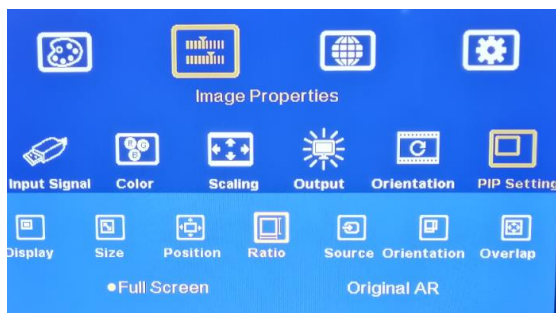 Image Properties
Input Signal Color Scaling Output Orientation PIP Setting
Display Size Position Ratio Source Orientation Overlap
Full Screen Original AR